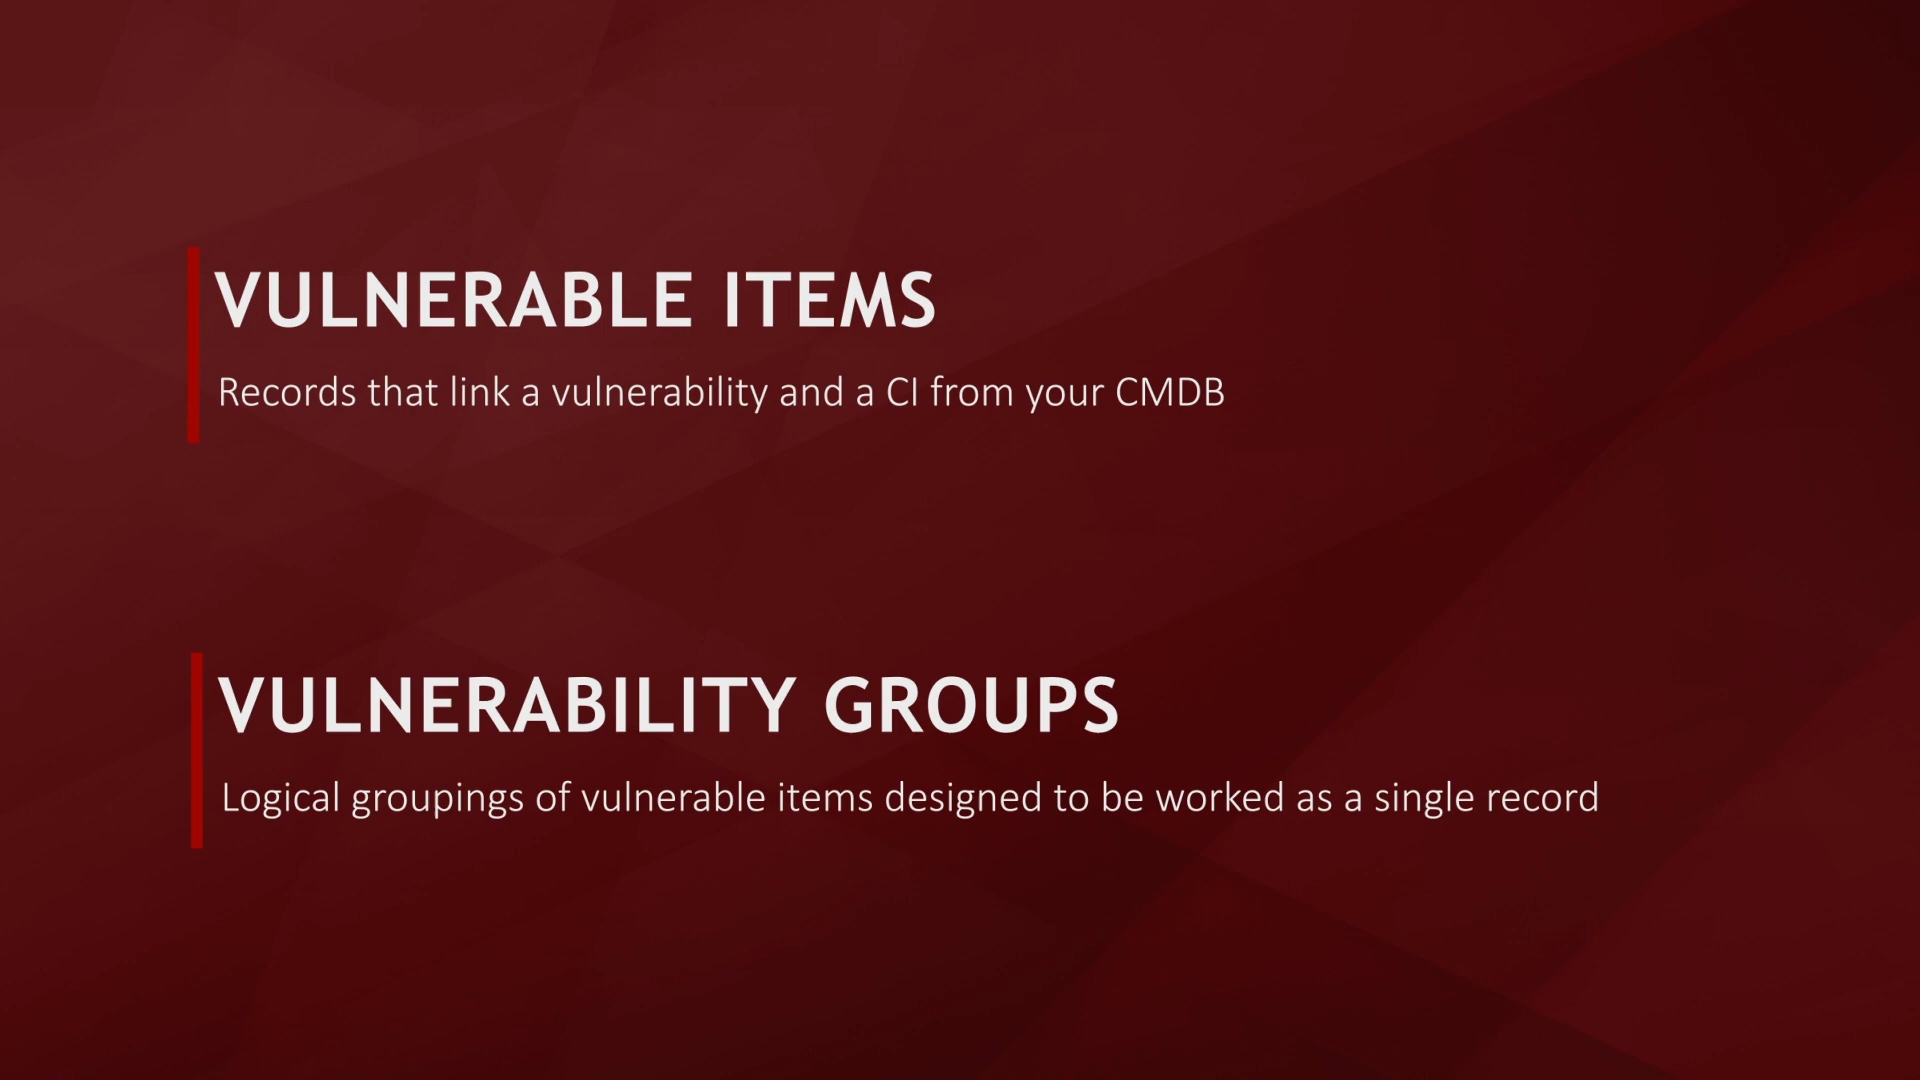 VULNERABLE ITEMS
Records that link a vulnerability and a CI from your CMDB
VULNERABILITY GROUPS
Logical groupings of vulnerable items designed to be worked as a single record